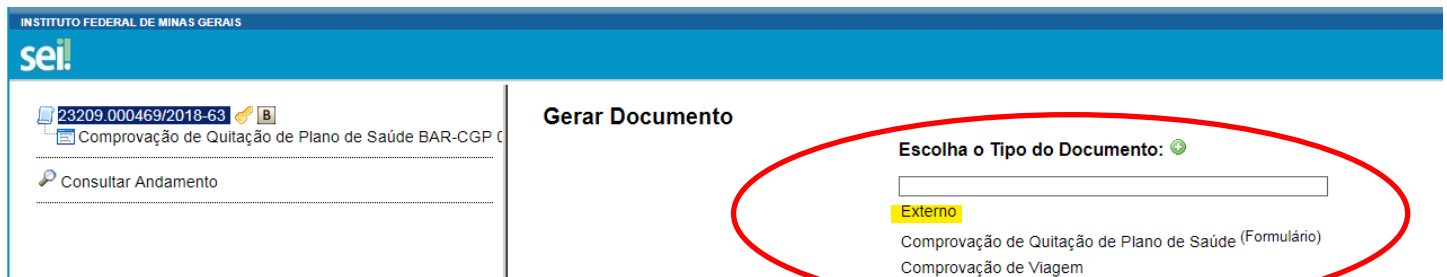 INSTITUTO FEDERAL DE MINAS GERAIS
sei!
23209.000469/2018-63 B
Comprovação de Quitação de Plano de Saúde BAR-CGP
Consultar Andamento
Gerar Documento
Escolha o Tipo do Documento:
Externo
Comprovação de Quitação de Plano de Saúde (Formulário)
Comprovação de Viagem